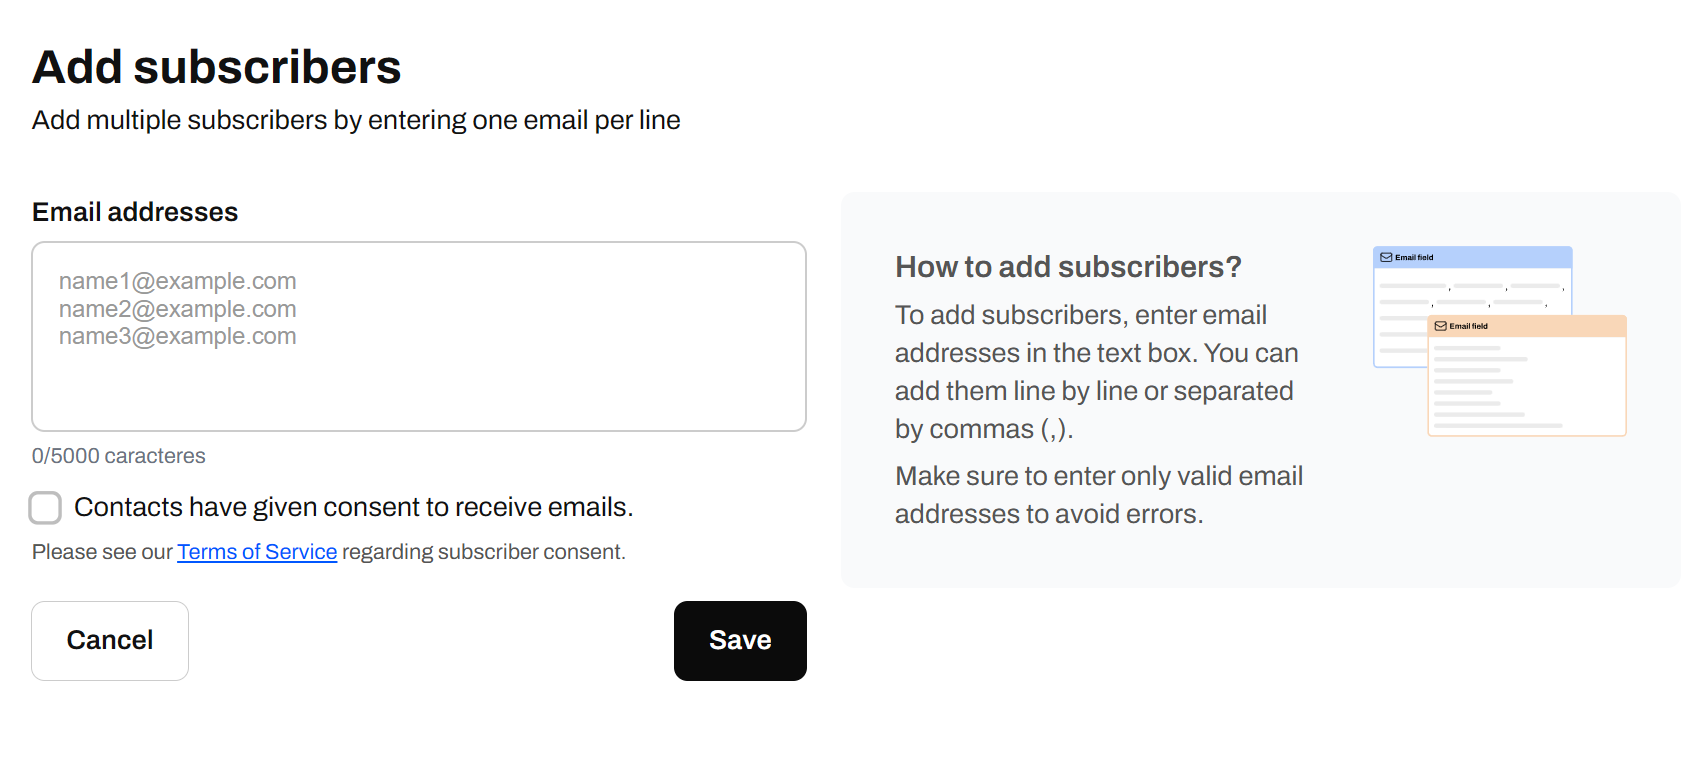 Add subscribers
Add multiple subscribers by entering one email per line
Email addresses
name1@example.com
name2@example.com
name3@example.com
0/5000 caracteres
Contacts have given consent to receive emails.
Please see our Terms of Service regarding subscriber consent.
Cancel
Save
How to add subscribers?
To add subscribers, enter email
addresses in the text box. You can
add them line by line or separated
by commas (,).
Make sure to enter only valid email
addresses to avoid errors.
Email field
Email field